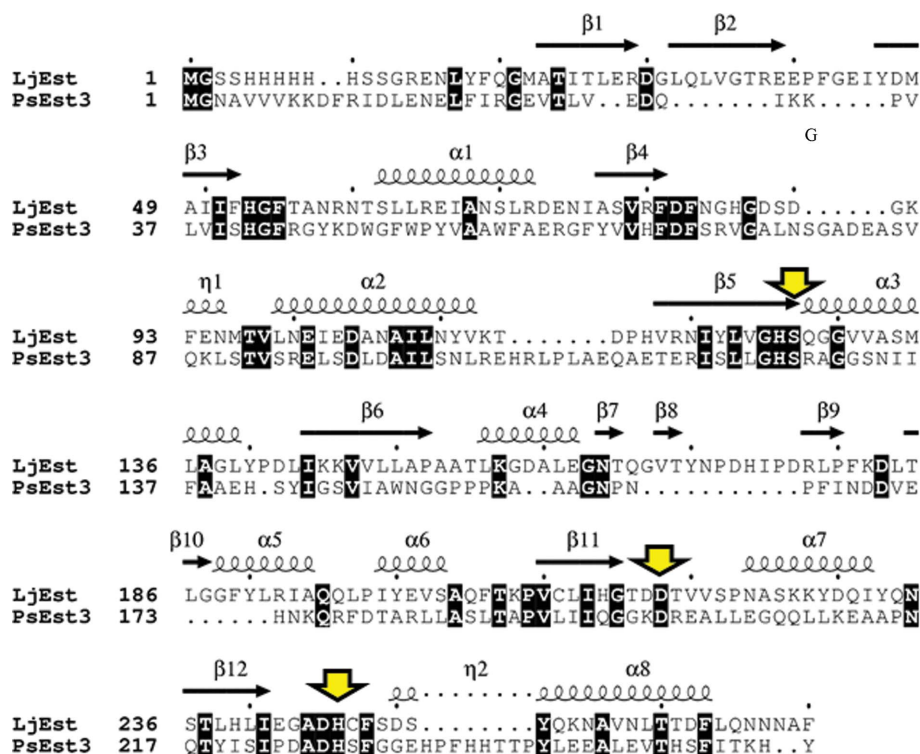 β1 β2
LjEst 1 MGSSHHHHHH..HSSGRENLYFQGMATITLERDGLQLVGTREEPFGEIYDM
PsEst3 1 MGNAVVVKKDFRIDLENELFIRGEVTLV..EDQ.......IKK.....PV
G
β3 α1 β4
LjEst 49 AIIFHGFTANRNTSLLREIANSLRDENIASVRFDFNGHGDSD......GK
PsEst3 37 LVISHGFRGYKDWGFWPYVAAWFAERGFYVVHFDFSRVGALNSGADEASV
η1 α2 β5 α3
LjEst 93 FENMTVLNEIEDANAILNYVKT.......DPHVRNIYLVGHSQGGVVASM
PsEst3 87 QKLSTVSRELSDLDAILSNLREHRLPLAEQAETERISLLGHSRAGGSNII
β6 α4 β7 β8 β9
LjEst 136 LAGLYPDLIKKVVLLAPAATLKGDALEGNTQGVTYNPDHIPDRLPFKDLT
PsEst3 137 FAAEH.SYIGSVIAWNGGPPPKA..AAGNPN...........PFINDDVE
β10 α5 α6 β11 α7
LjEst 186 LGGFYLRIAQQLPIYEVSAQFTKPVCLIHGTDDTVVSPNASKKYDQIYQN
PsEst3 173 ......HNKQRFDTARLLASLTAPVLIIQGGKDREALLEGQQLLKEAAPN
β12 η2 α8
LjEst 236 STLHLIEGADHCFSDS........YQKNAVNLTTDFLQNNNAF
PsEst3 217 QTYISIPDADHSFGGEHPFHHTTPYLEEALEVTHSFITKH.Y